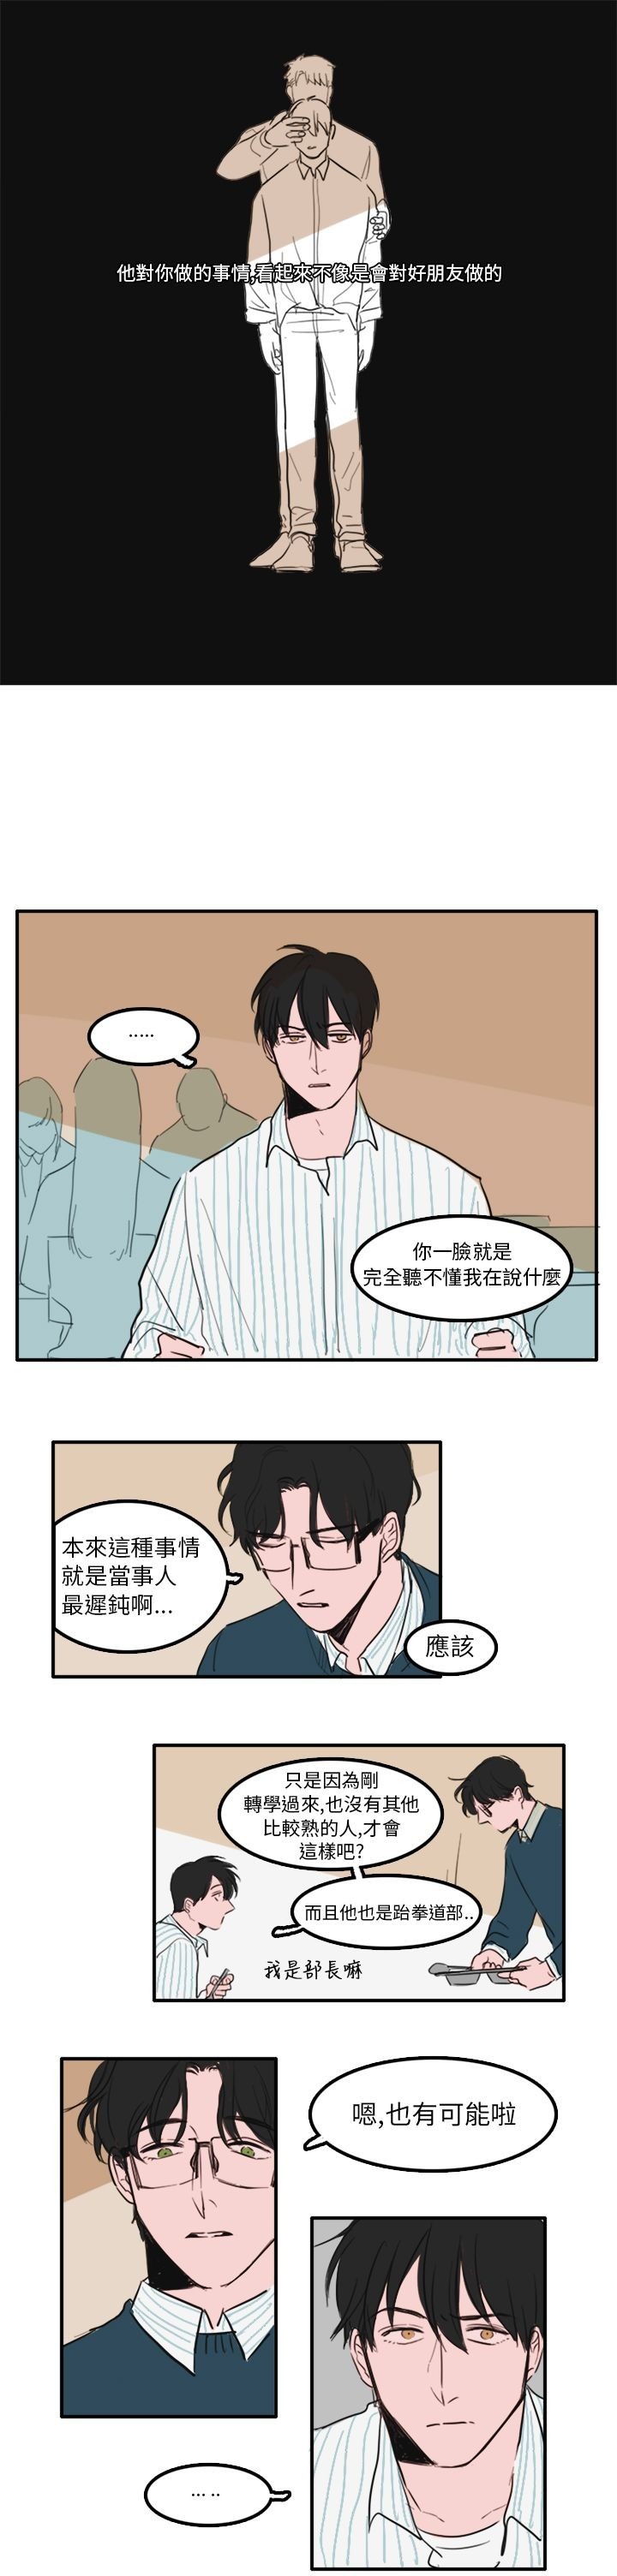 他對你做的事情,看起來不像是會對好朋友做的
.....
你一臉就是
完全聽不懂我在說什麼
本來這種事情
就是當事人
最遲鈍啊...
應該
只是因為剛
轉學過來,也沒有其他
比較熟的人,才會
這樣吧?
而且他也是跆拳道部..
我是部長嘛
嗯,也有可能啦
... ..